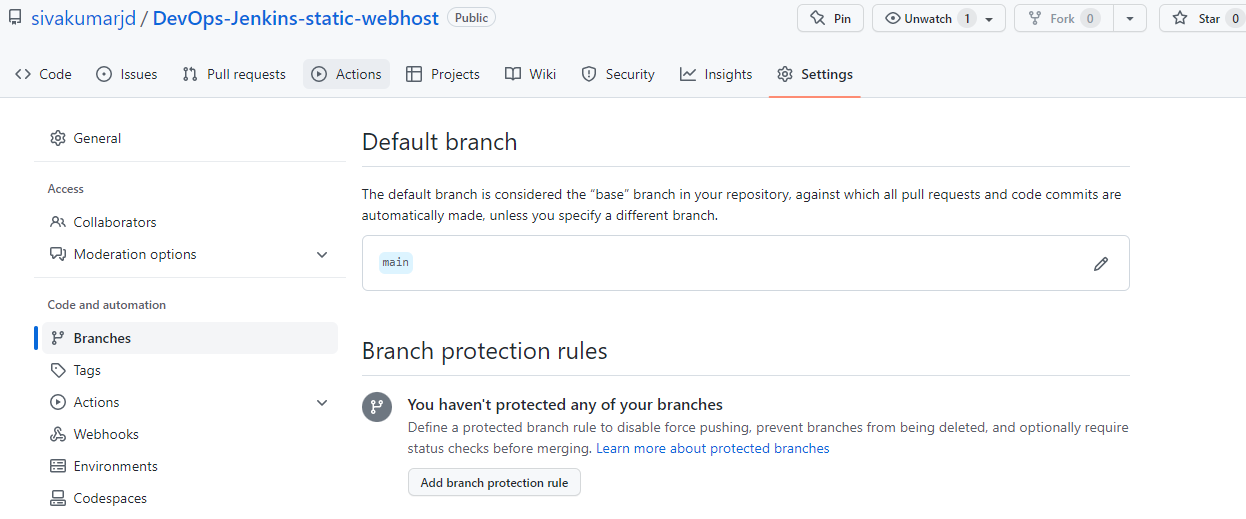 sivakumarjd / DevOps-Jenkins-static-webhost Public Pin Unwatch 1 Fork 0 Star 0
Code Issues Pull requests Actions Projects Wiki Security Insights Settings
General
Access
Collaborators
Moderation options
Code and automation
Branches
Tags
Actions
Webhooks
Environments
Codespaces
Default branch
The default branch is considered the “base” branch in your repository, against which all pull requests and code commits are
automatically made, unless you specify a different branch.
main
Branch protection rules
You haven't protected any of your branches
Define a protected branch rule to disable force pushing, prevent branches from being deleted, and optionally require
status checks before merging. Learn more about protected branches
Add branch protection rule